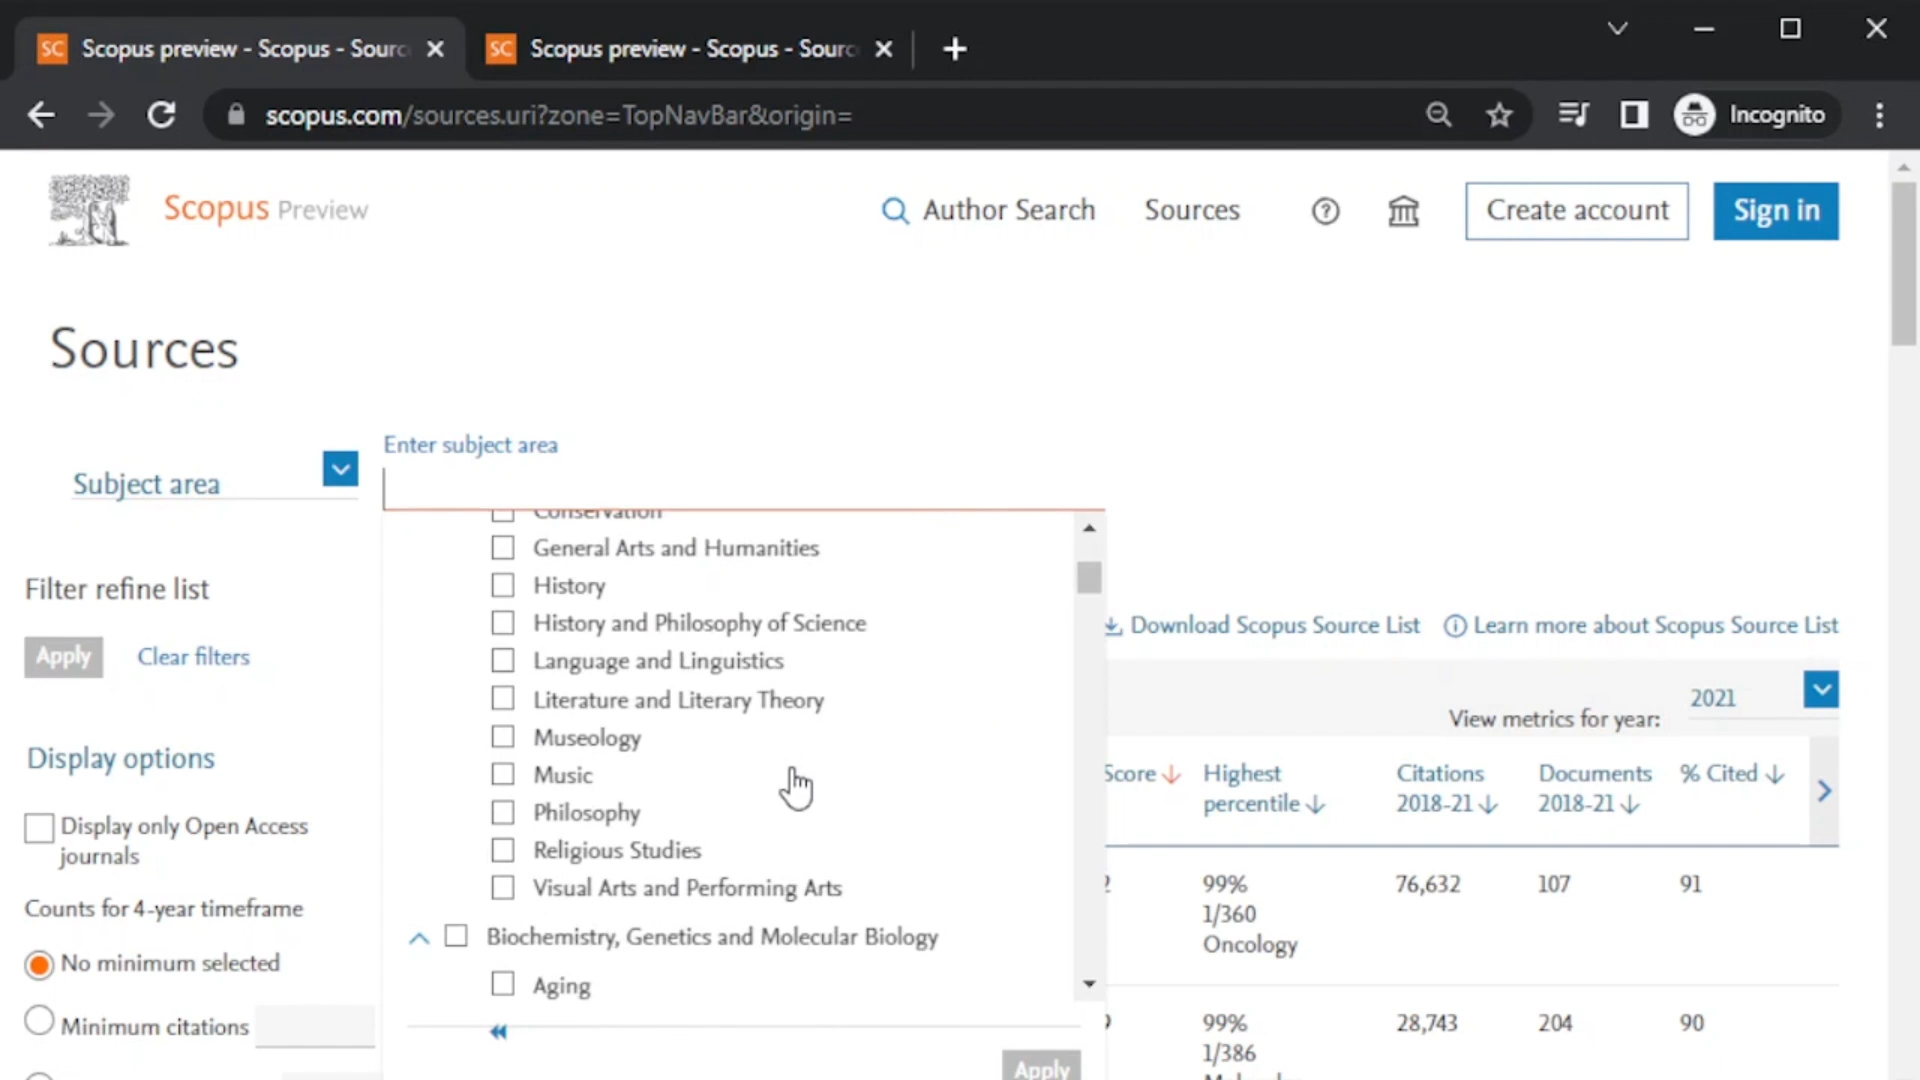 SC Scopus preview - Scopus - Sourc
SC Scopus preview - Scopus - Sourc
scopus.com/sources.uri?zone=TopNavBar&origin=
Incognito
Scopus Preview
Author Search
Sources
Create account
Sign in
Sources
Enter subject area
Subject area
Conservation
General Arts and Humanities
Filter refine list
History
History and Philosophy of Science
Download Scopus Source List
Learn more about Scopus Source List
Apply
Clear filters
Language and Linguistics
Literature and Literary Theory
2021
View metrics for year:
Museology
Display options
Music
Score
Highest
percentile
Citations
2018-21
Documents
2018-21
% Cited
Philosophy
Display only Open Access
journals
Religious Studies
Visual Arts and Performing Arts
99%
1/360
Oncology
76,632
107
91
Counts for 4-year timeframe
Biochemistry, Genetics and Molecular Biology
No minimum selected
Aging
Minimum citations
99%
1/386
28,743
204
90
Apply